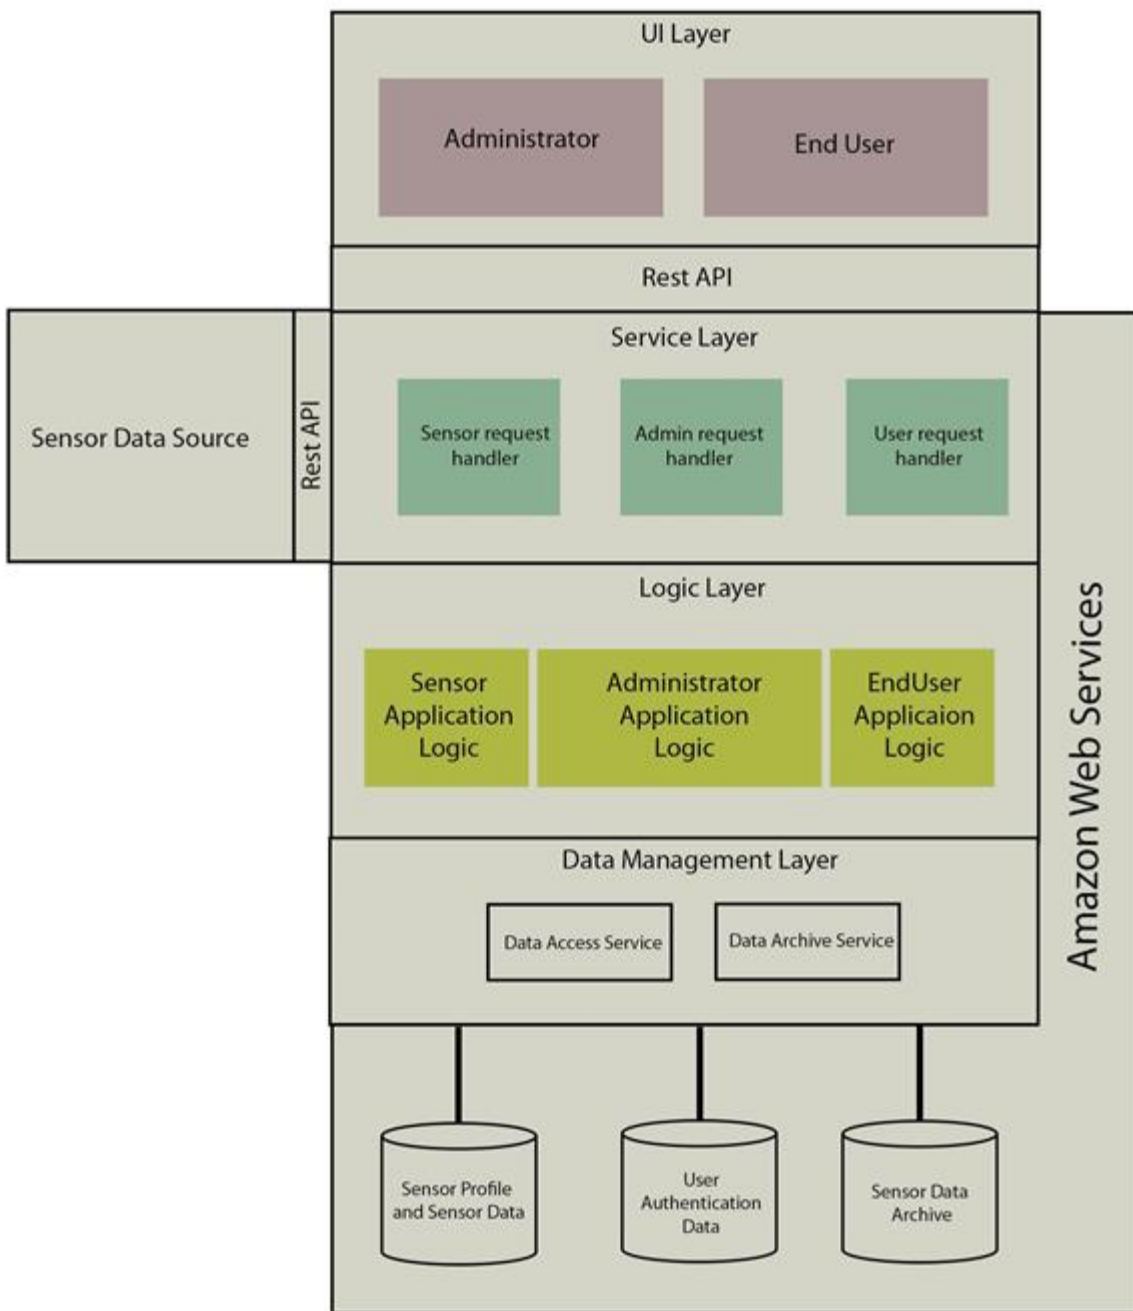 UI Layer
Administrator
End User
Rest API
Sensor Data Source
Rest API
Service Layer
Sensor request
handler
Admin request
handler
User request
handler
Logic Layer
Sensor
Application
Logic
Administrator
Application
Logic
EndUser
Applicaion
Logic
Data Management Layer
Data Access Service
Data Archive Service
Amazon Web Services
Sensor Profile
and Sensor Data
User
Authentication
Data
Sensor Data
Archive